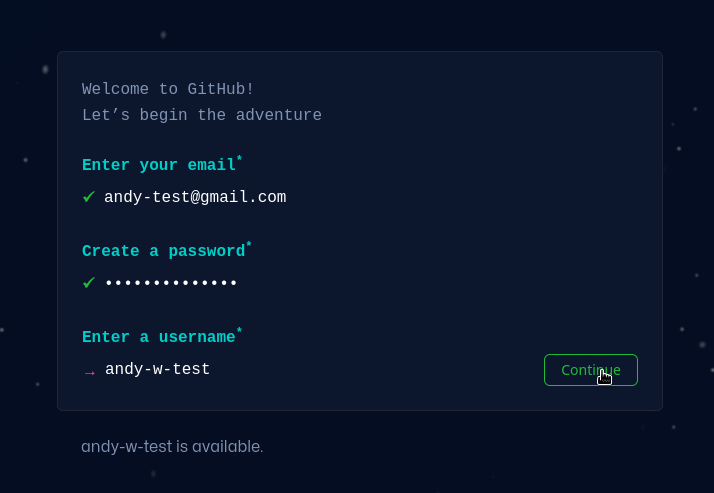 Welcome to GitHub!
Let’s begin the adventure
Enter your email*
✔ andy-test@gmail.com
Create a password*
✔ ••••••••••••••
Enter a username*
→ andy-w-test
Continue
andy-w-test is available.